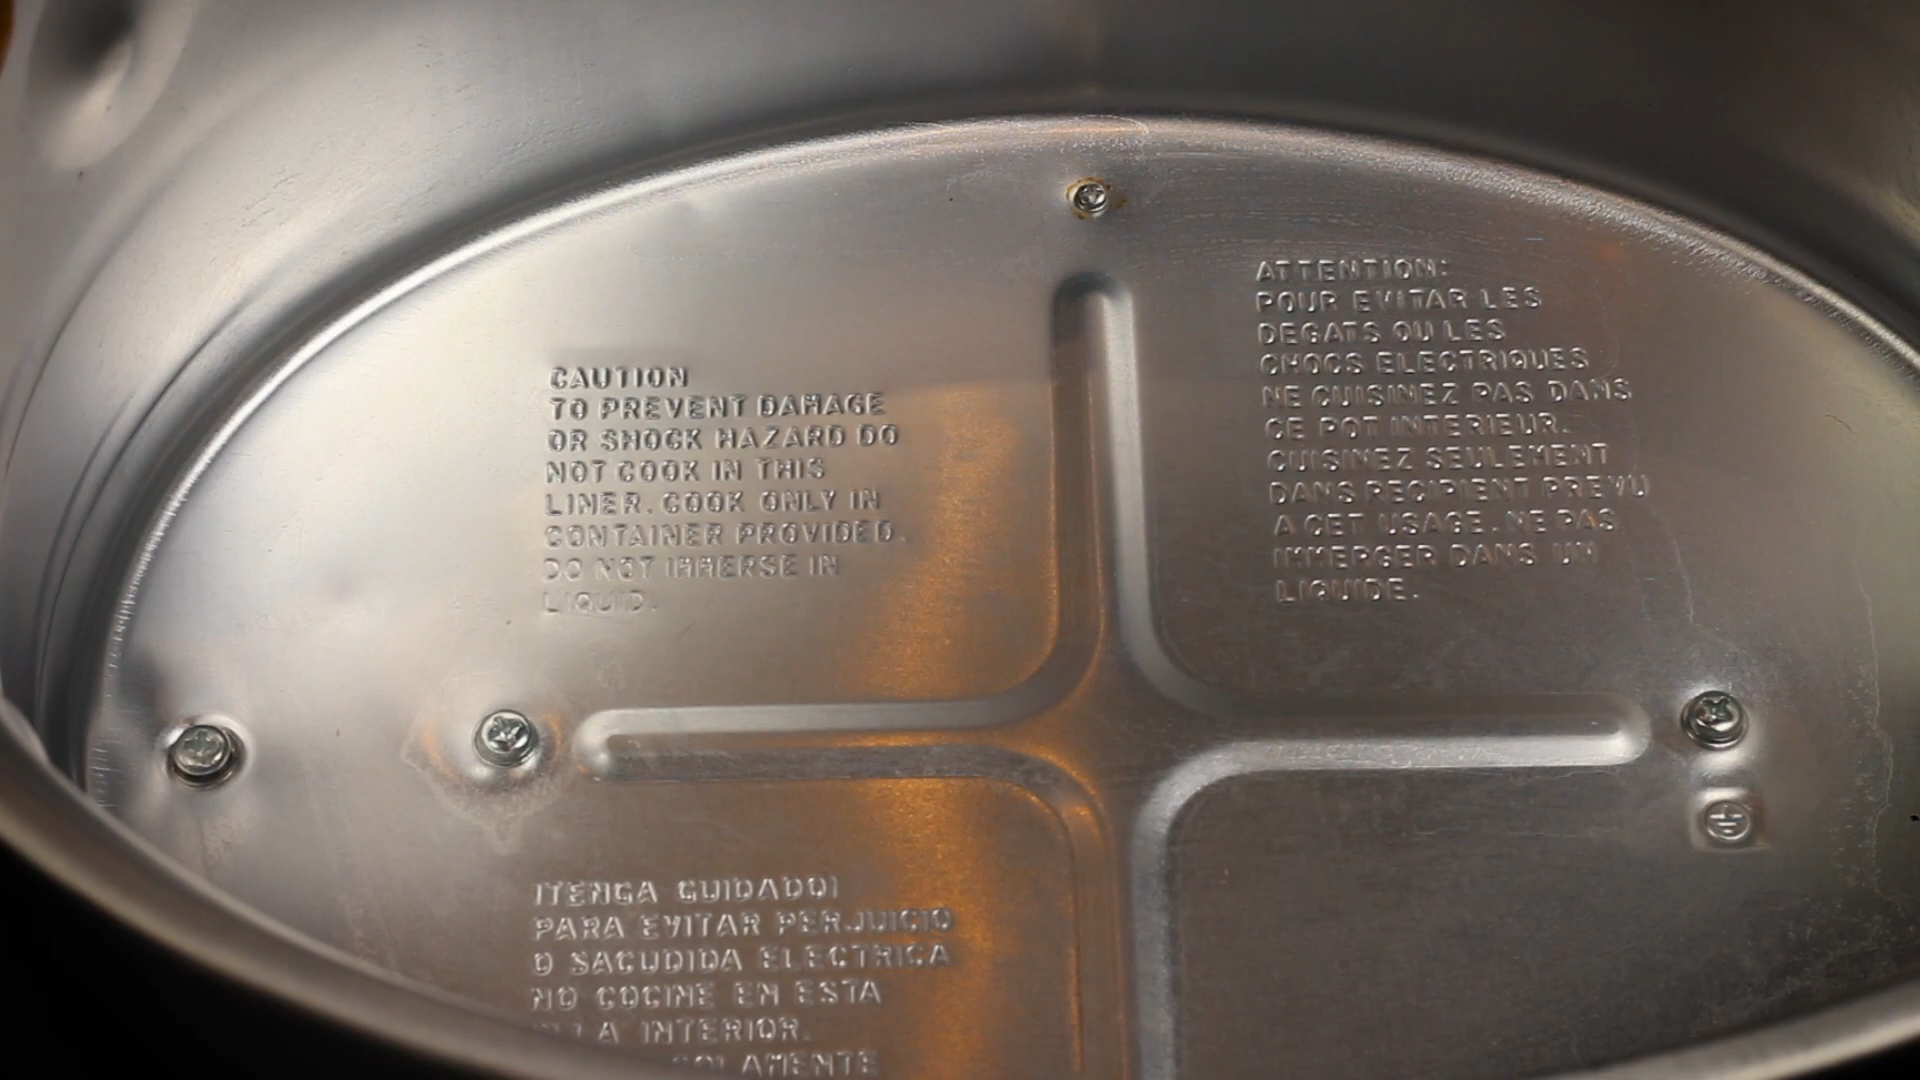 CAUTION
TO PREVENT DAMAGE
OR SHOCK HAZARD DO
NOT COOK IN THIS
LINER. COOK ONLY IN
CONTAINER PROVIDED.
DO NOT IMMERSE IN
LIQUID.
ATTENTION:
POUR EVITAR LES
DEGATS OU LES
CHOCS ELECTRIQUES
NE CUISINEZ PAS DANS
CE POT INTERIEUR.
CUISINEZ SEULEMENT
DANS RECIPIENT PREVU
A CET USAGE. NE PAS
IMMERGER DANS UN
LIQUIDE.
¡TENGA CUIDADO!
PARA EVITAR PERJUICIO
O SACUDIDA ELECTRICA
NO COCINE EN ESTA
INTERIOR.
SOLAMENTE